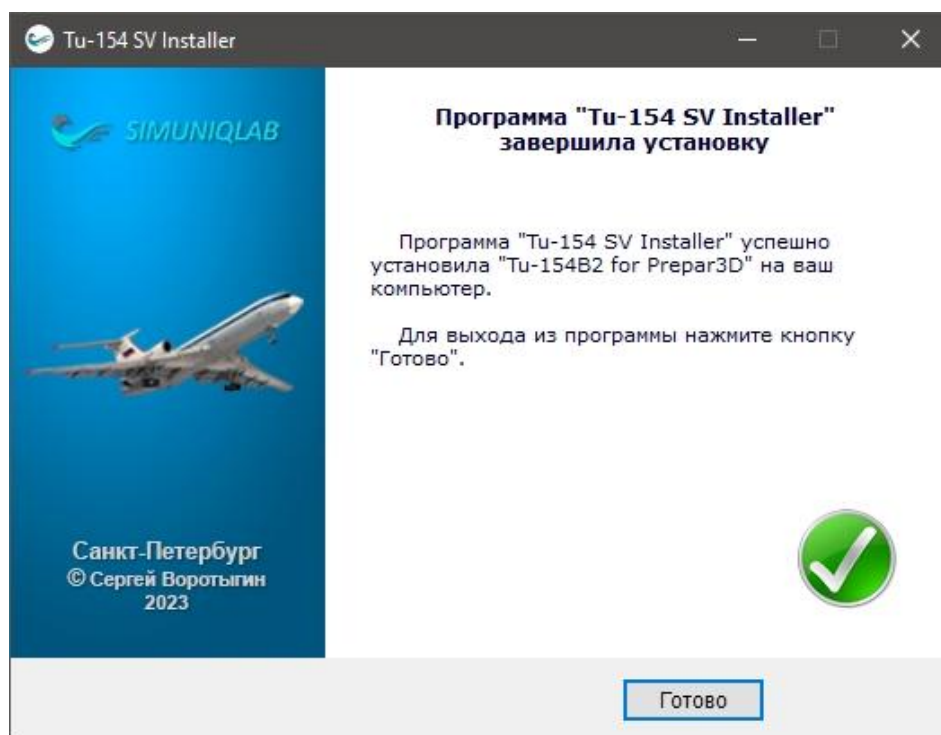 Tu-154 SV Installer
SIMUNIQLAB
Программа "Tu-154 SV Installer"
завершила установку
Программа "Tu-154 SV Installer" успешно
установила "Tu-154B2 for Prepar3D" на ваш
компьютер.
Для выхода из программы нажмите кнопку
"Готово".
Санкт-Петербург
© Сергей Воротыгин
2023
Готово